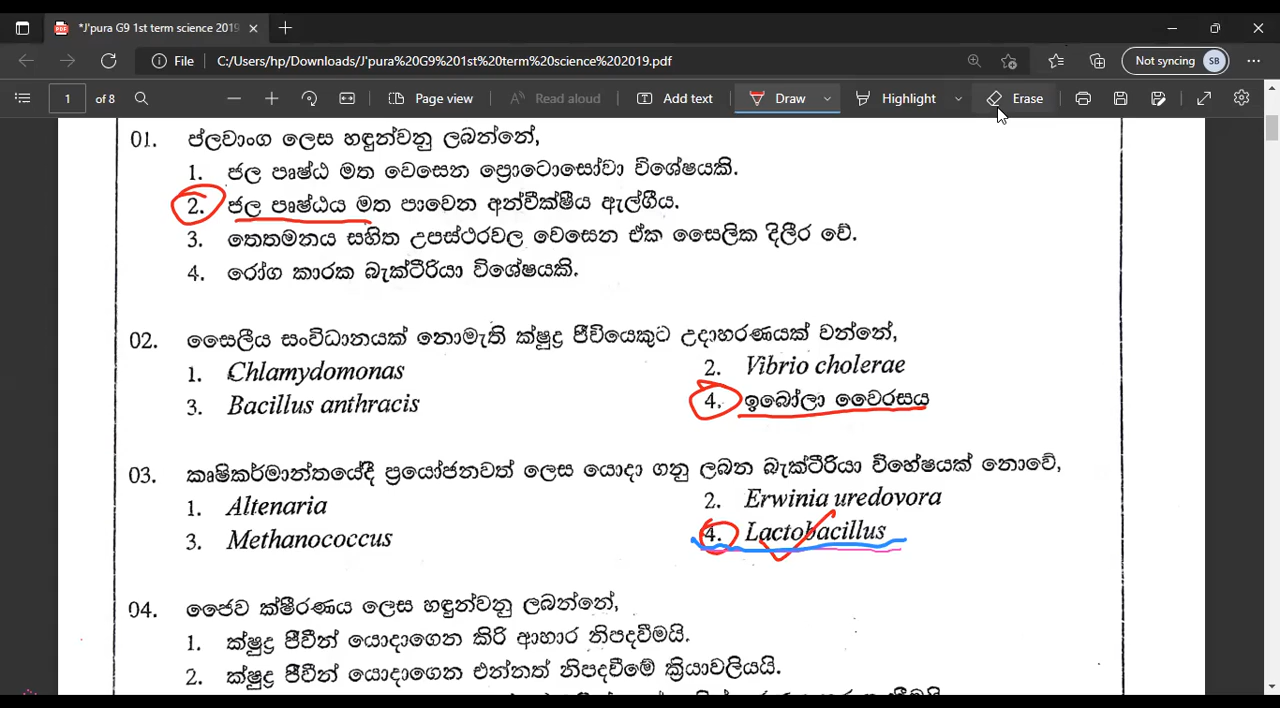 *J'pura G9 1st term science 2019
File C:/Users/hp/Downloads/J'pura%20G9%201st%20term%20science%202019.pdf Not syncing SB
1 of 8 Page view Read aloud Add text Draw Highlight Erase
01. ප්ලවාංග ලෙස හඳුන්වනු ලබන්නේ,
1. ජල පෘෂ්ඨ මත වෙසෙන ප්‍රොටොසෝවා විශේෂයකි.
2. ජල පෘෂ්ඨය මත පාවෙන අන්වීක්ෂීය ඇල්ගීය.
3. තෙතමනය සහිත උපස්ථරවල වෙසෙන ඒක සෛලික දිලීර වේ.
4. රෝග කාරක බැක්ටීරියා විශේෂයකි.
02. සෛලීය සංවිධානයක් නොමැති ක්ෂුද්‍ර ජීවියෙකුට උදාහරණයක් වන්නේ,
1. Chlamydomonas 2. Vibrio cholerae
3. Bacillus anthracis 4. ඉබෝලා වෛරසය
03. කෘෂිකර්මාන්තයේදී ප්‍රයෝජනවත් ලෙස යොදා ගනු ලබන බැක්ටීරියා විහේෂයක් නොවේ,
1. Altenaria 2. Erwinia uredovora
3. Methanococcus 4. Lactobacillus
04. ජෛව ක්ෂීරණය ලෙස හඳුන්වනු ලබන්නේ,
1. ක්ෂුද්‍ර ජීවීන් යොදාගෙන කිරි ආහාර නිපදවීමයි.
2. ක්ෂුද්‍ර ජීවීන් යොදාගෙන එන්නත් නිපදවීමේ ක්‍රියාවලියයි.